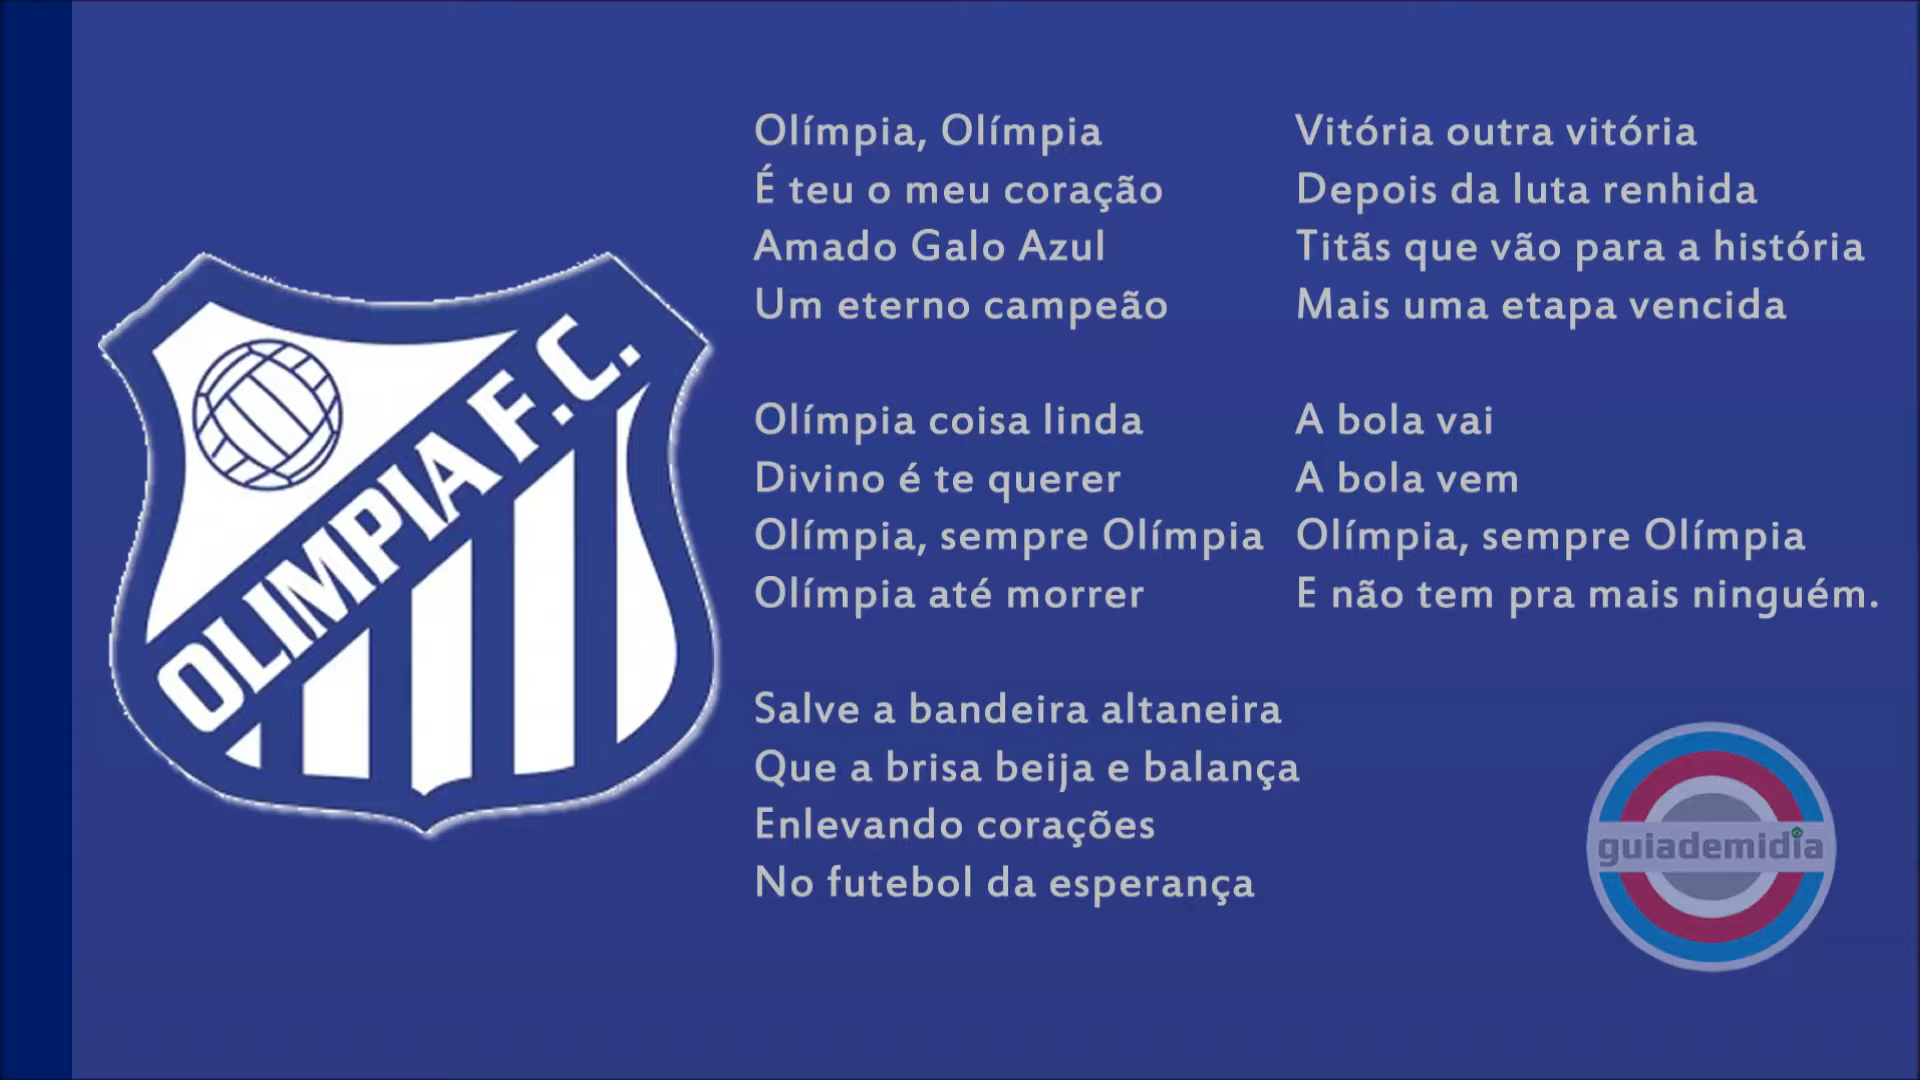 OLIMPIA F.C.
Olímpia, Olímpia
É teu o meu coração
Amado Galo Azul
Um eterno campeão
Olímpia coisa linda
Divino é te querer
Olímpia, sempre Olímpia
Olímpia até morrer
Salve a bandeira altaneira
Que a brisa beija e balança
Enlevando corações
No futebol da esperança
Vitória outra vitória
Depois da luta renhida
Titãs que vão para a história
Mais uma etapa vencida
A bola vai
A bola vem
Olímpia, sempre Olímpia
E não tem pra mais ninguém.
guiademidia